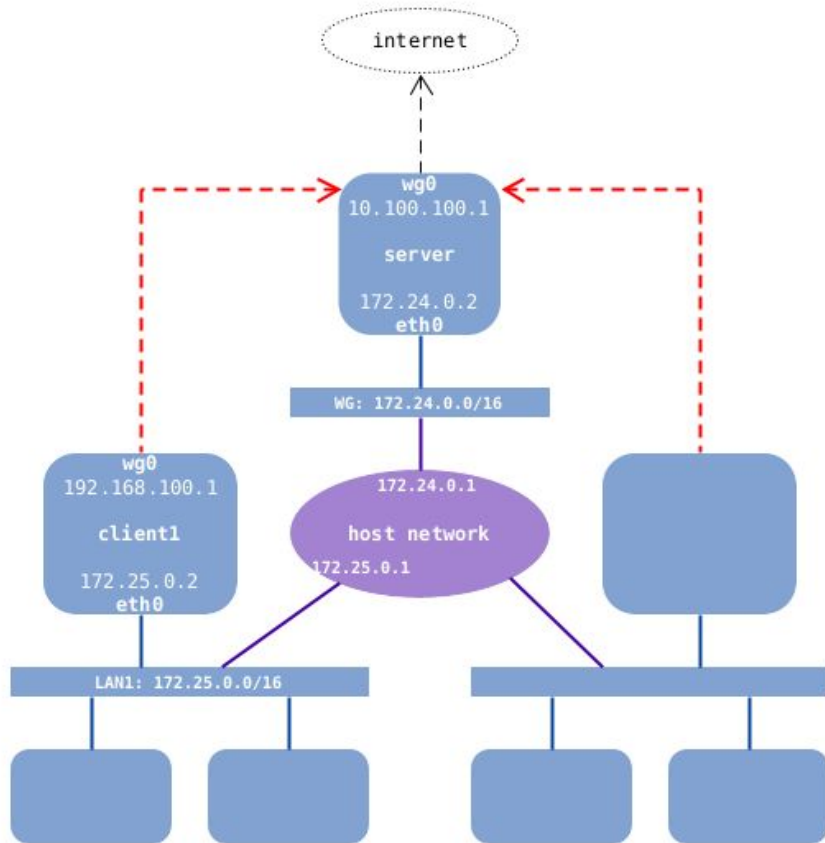 internet
wg0
10.100.100.1
server
172.24.0.2
eth0
WG: 172.24.0.0/16
wg0
192.168.100.1
client1
172.25.0.2
eth0
172.24.0.1
host network
172.25.0.1
LAN1: 172.25.0.0/16